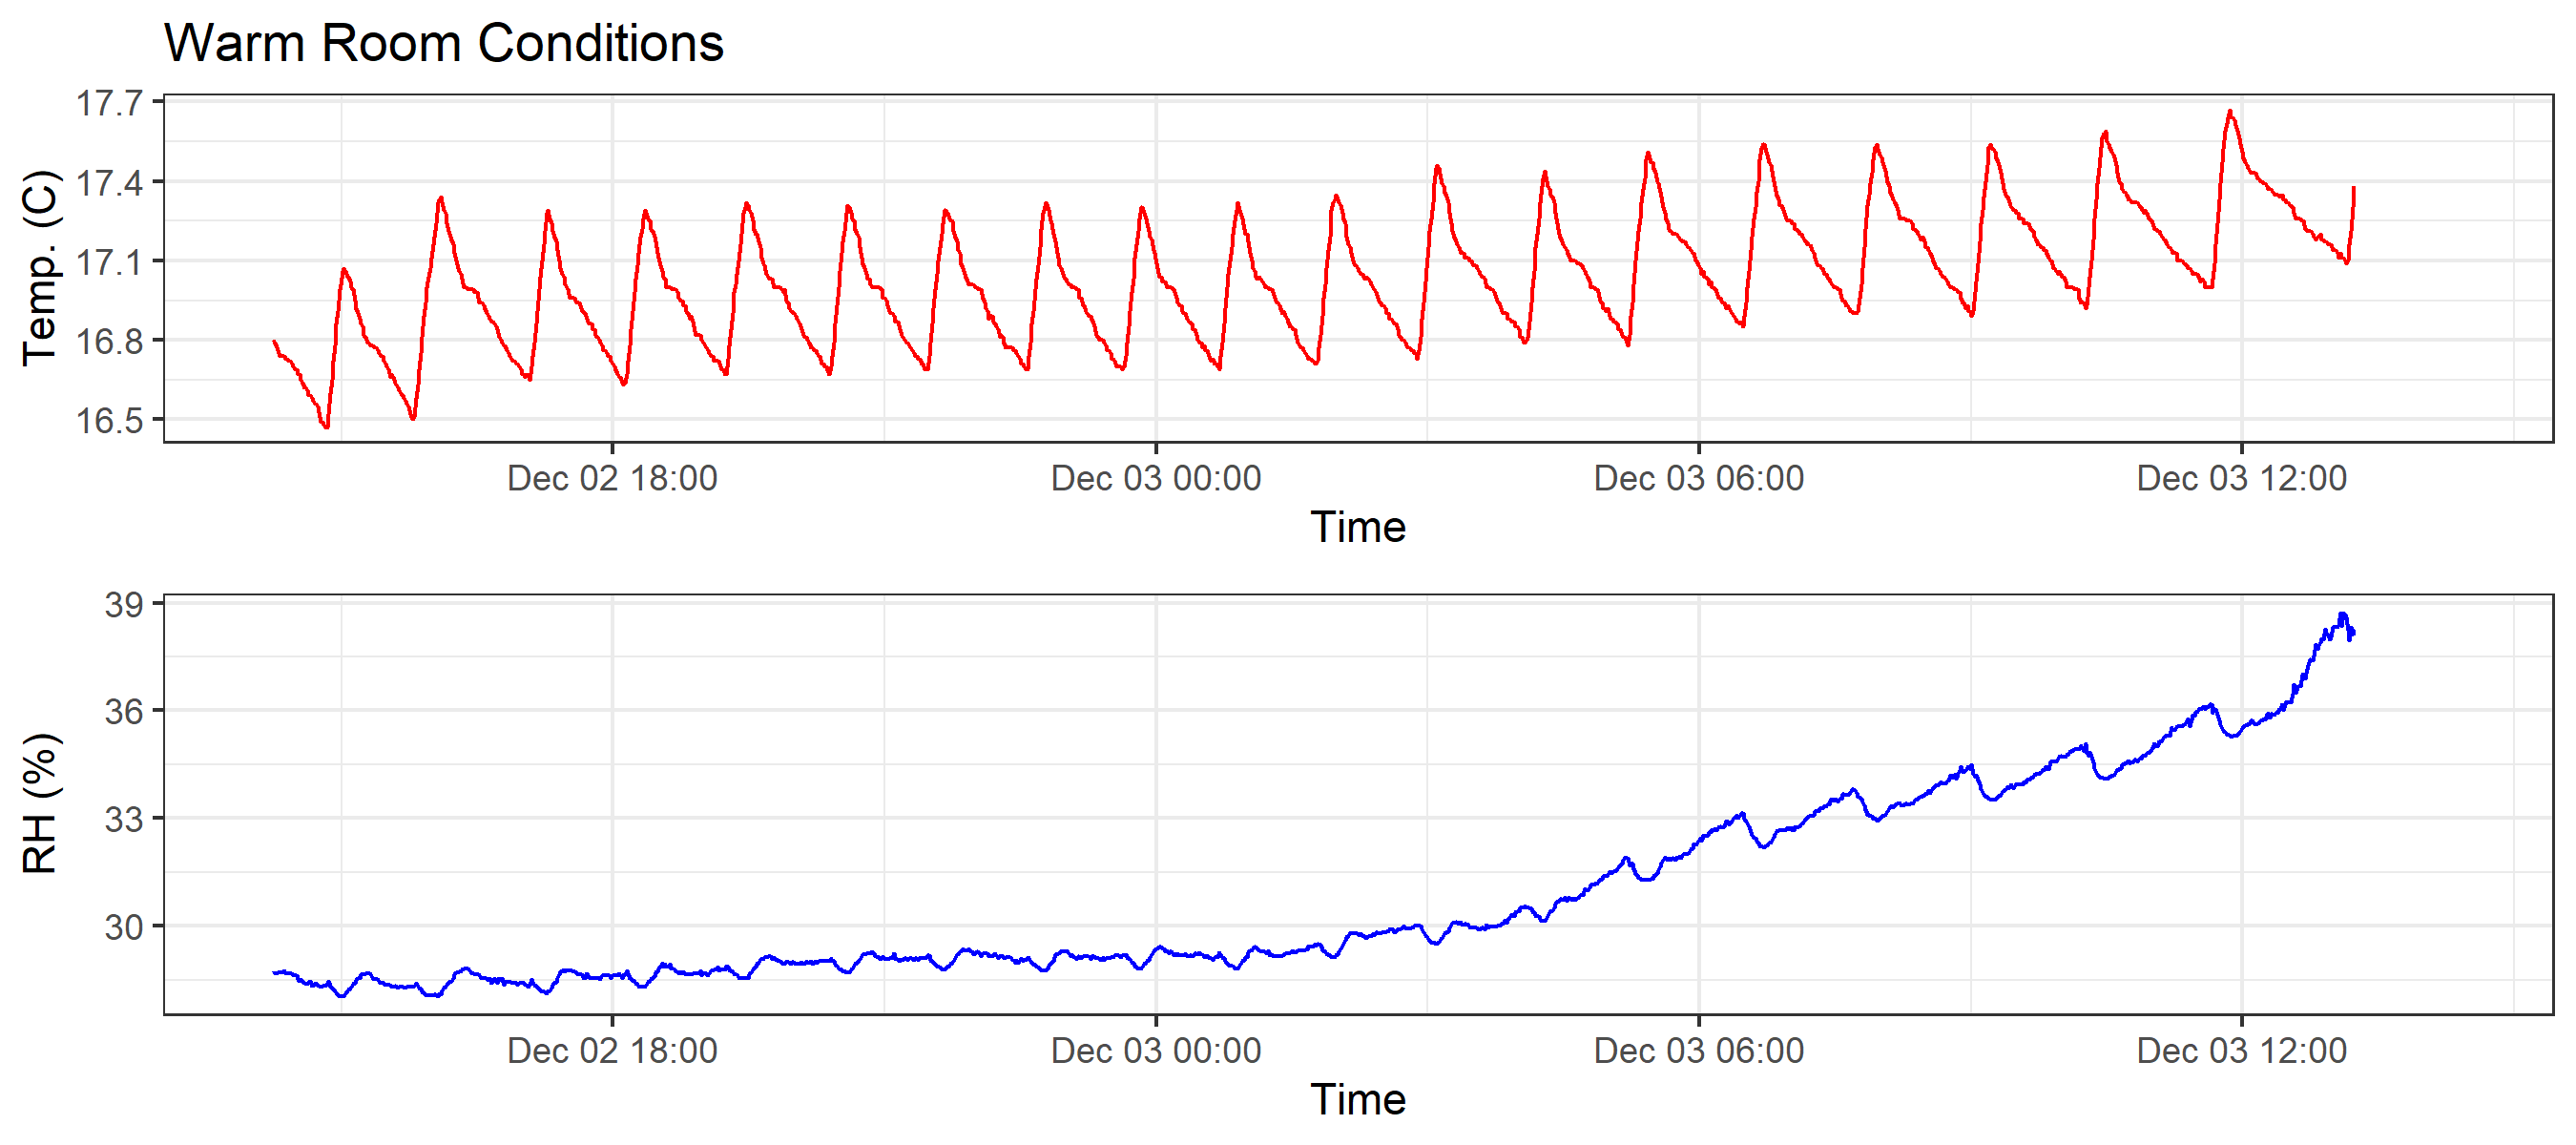 Warm Room Conditions
Temp. (C)
17.7
17.4
17.1
16.8
16.5
Dec 02 18:00 Dec 03 00:00 Dec 03 06:00 Dec 03 12:00
Time
RH (%)
39
36
33
30
Dec 02 18:00 Dec 03 00:00 Dec 03 06:00 Dec 03 12:00
Time